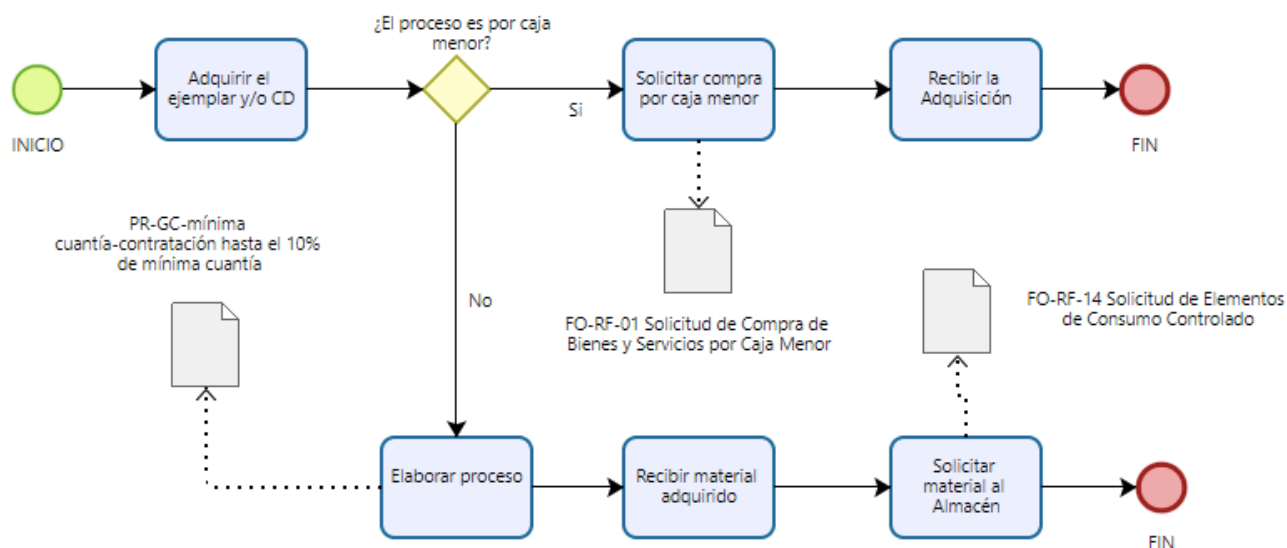 ¿El proceso es por caja
menor?
Adquirir el
ejemplar y/o CD
Solicitar compra
por caja menor
Recibir la
Adquisición
INICIO
Si
FIN
PR-GC-mínima
cuantía-contratación hasta el 10%
de mínima cuantía
No
FO-RF-01 Solicitud de Compra de
Bienes y Servicios por Caja Menor
FO-RF-14 Solicitud de Elementos
de Consumo Controlado
Elaborar proceso
Recibir material
adquirido
Solicitar
material al
Almacén
FIN